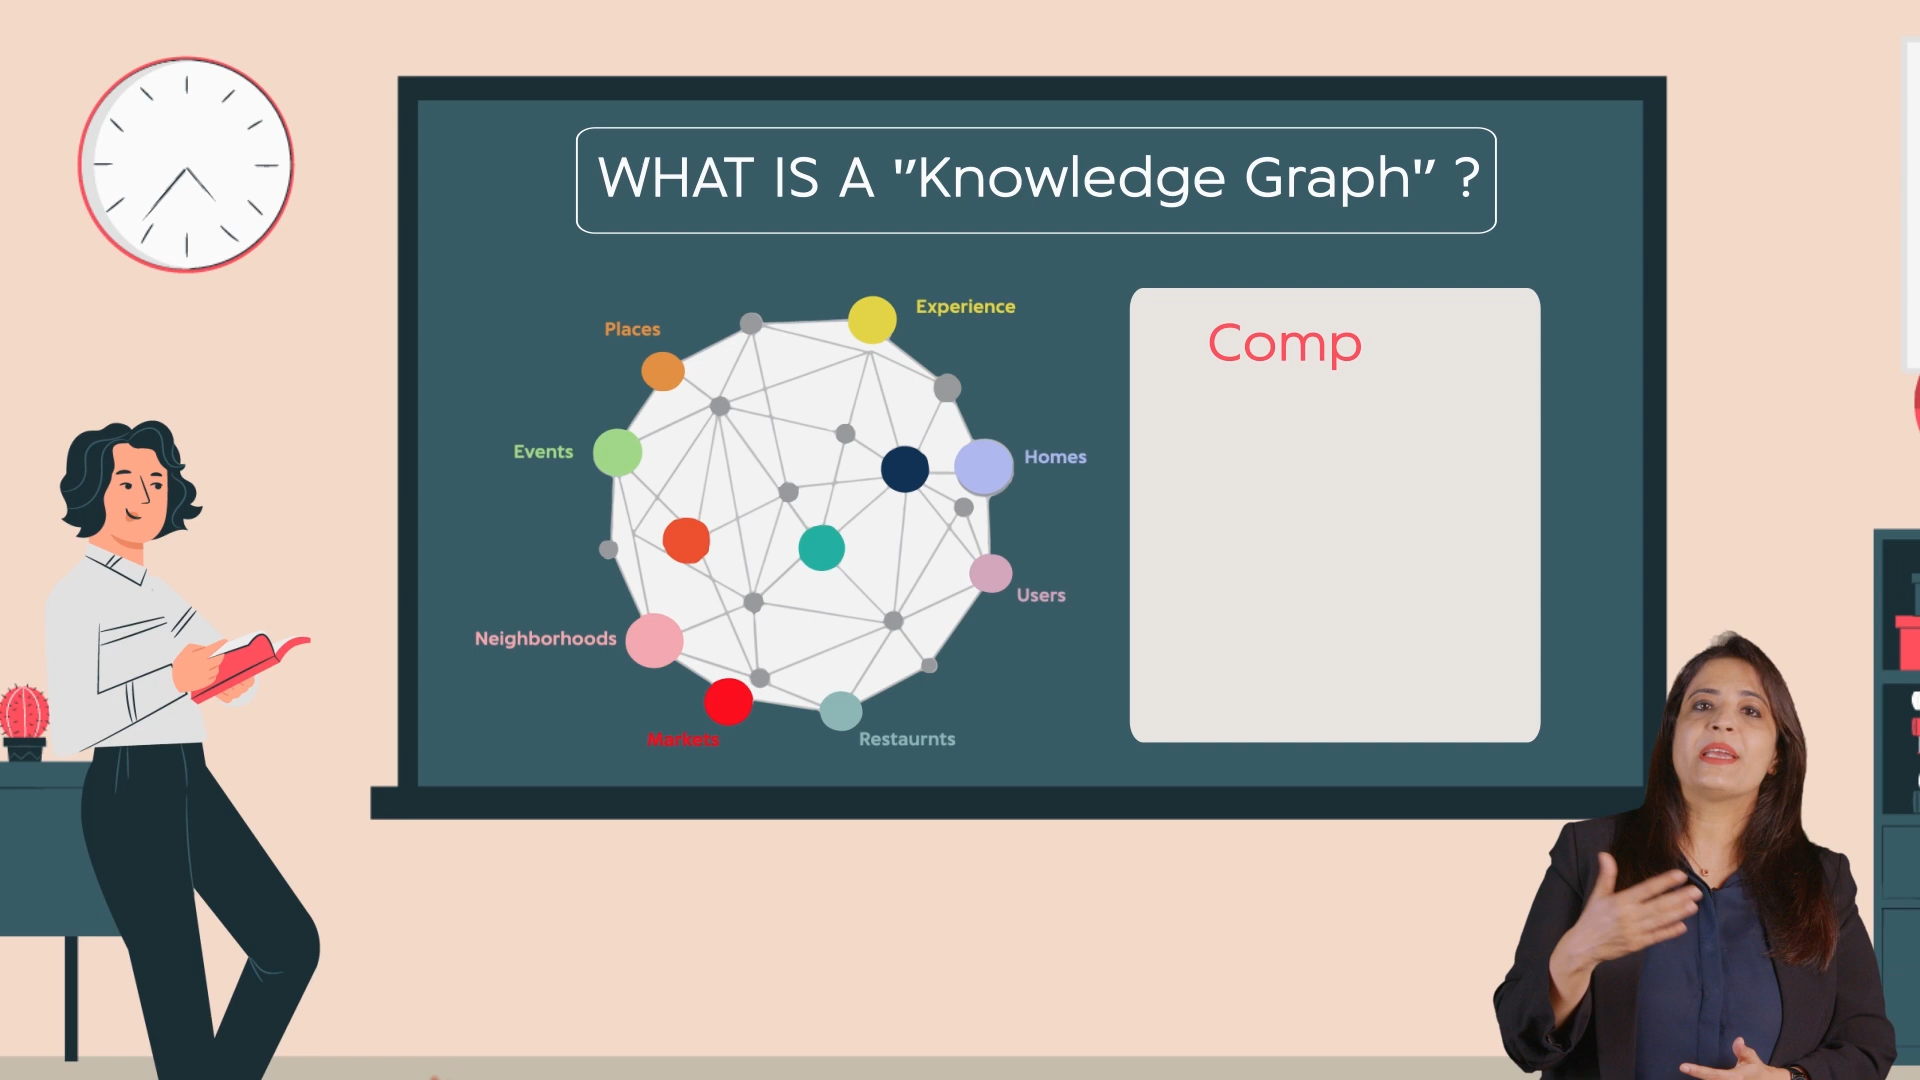 WHAT IS A "Knowledge Graph" ?
Experience
Places
Comp
Events
Homes
Users
Neighborhoods
Markets
Restaurnts